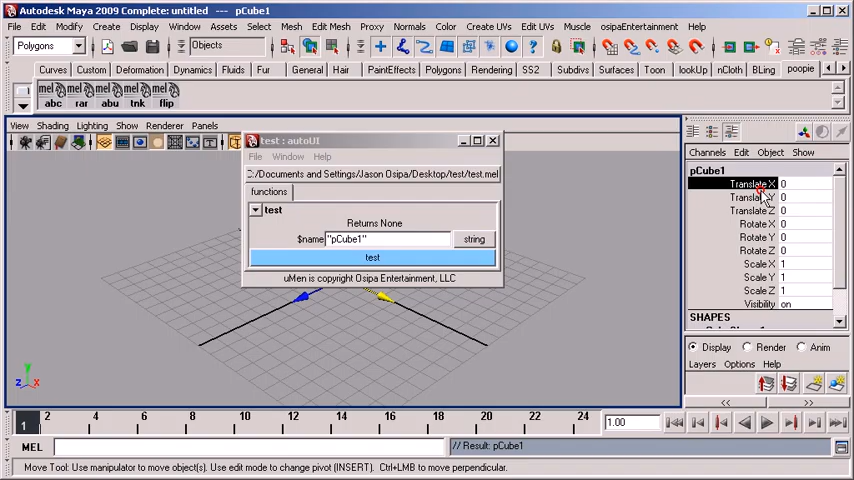 Autodesk Maya 2009 Complete: untitled --- pCube1
File Edit Modify Create Display Window Assets Select Mesh Edit Mesh Proxy Normals Color Create UVs Edit UVs Muscle osipaEntertainment Help
Polygons Objects
Curves Custom Deformation Dynamics Fluids Fur General Hair PaintEffects Polygons Rendering SS2 Subdivs Surfaces Toon lookUp nCloth BLing poopie
mel mel mel mel mel
abc rar abu tnk flip
View Shading Lighting Show Renderer Panels
test : autoUI
File Window Help
C:/Documents and Settings/Jason Osipa/Desktop/test/test.mel
functions
test
Returns None
$name "pCube1" string
test
uMen is copyright Osipa Entertainment, LLC
Channels Edit Object Show
pCube1
Translate X 0
Translate Y 0
Translate Z 0
Rotate X 0
Rotate Y 0
Rotate Z 0
Scale X 1
Scale Y 1
Scale Z 1
Visibility on
SHAPES
Display Render Anim
Layers Options Help
y
z x
1 2 4 6 8 10 12 14 16 18 20 22 24 1.00
MEL // Result: pCube1
Move Tool: Use manipulator to move object(s). Use edit mode to change pivot (INSERT). Ctrl+LMB to move perpendicular.